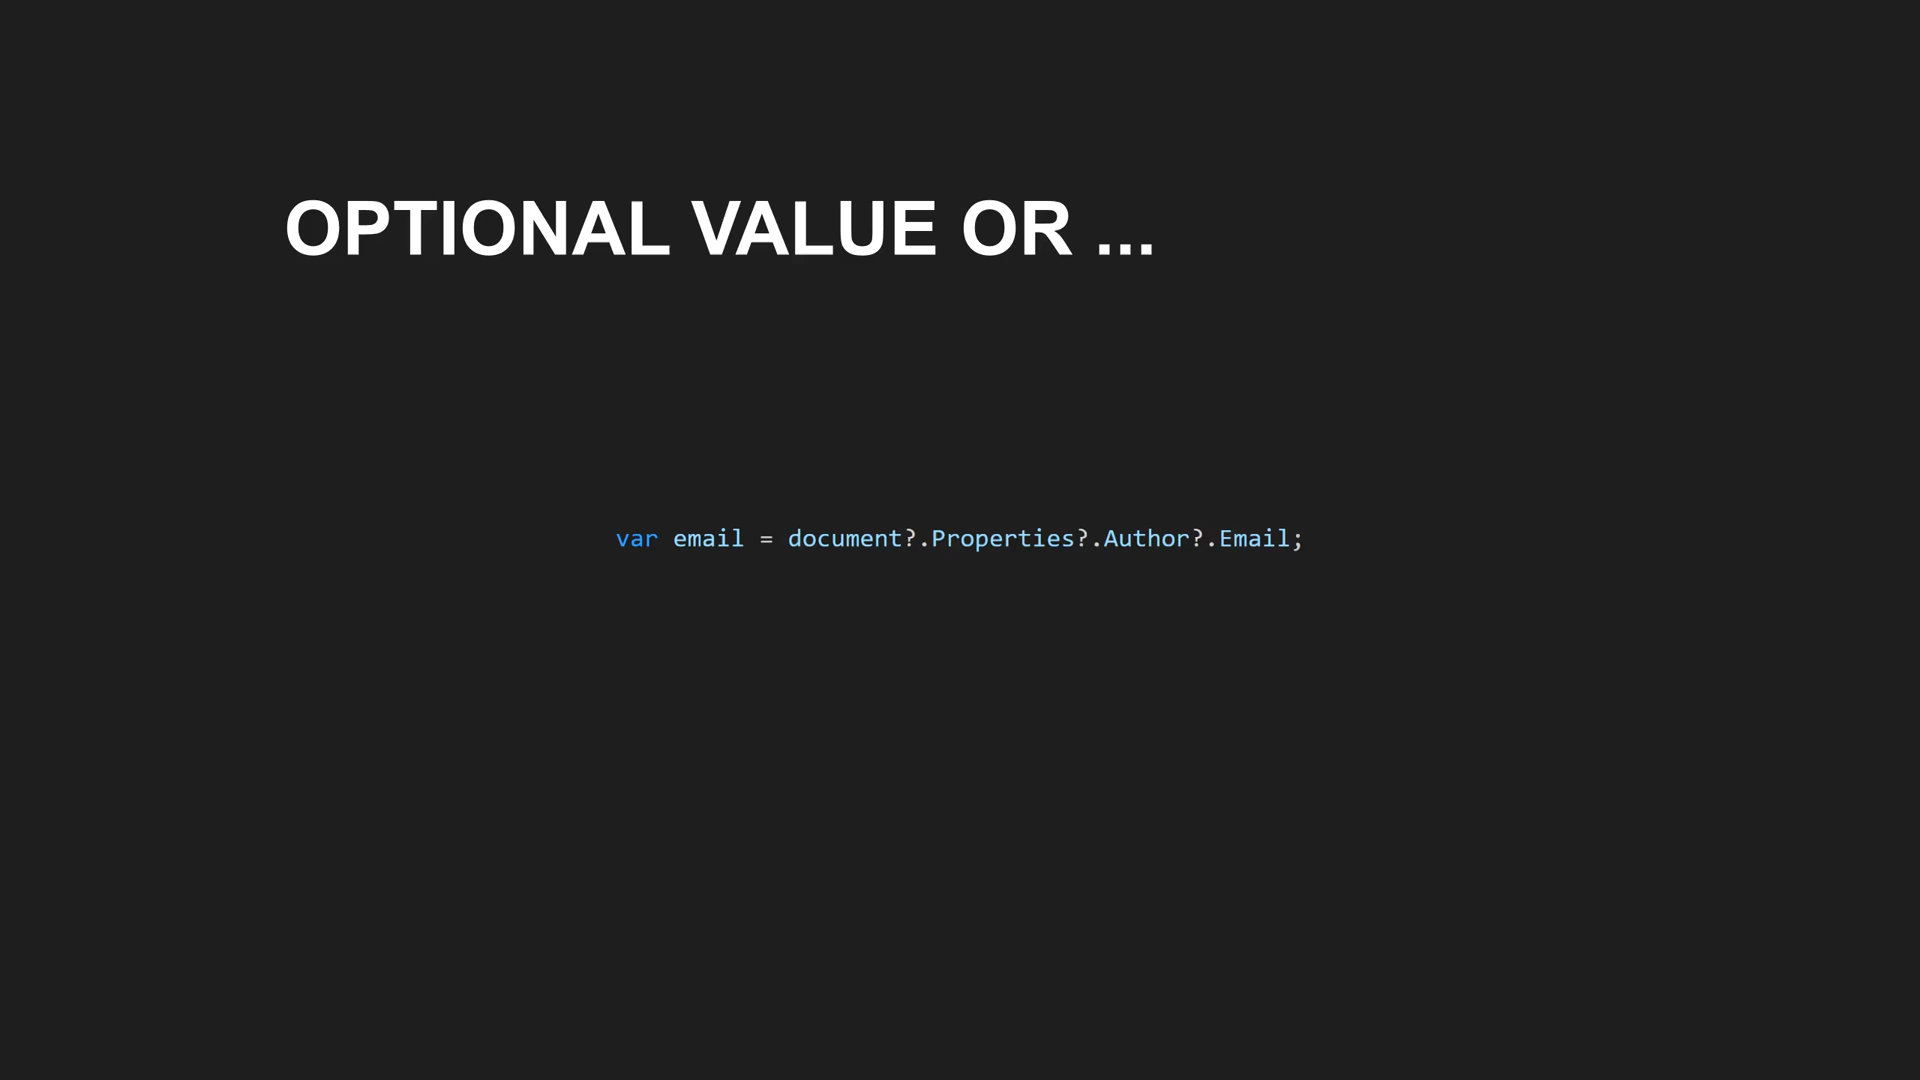 OPTIONAL VALUE OR ...
var email = document?.Properties?.Author?.Email;